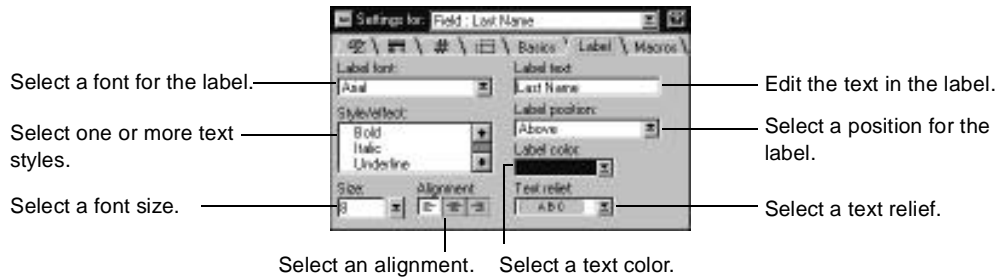 Settings for: Field : Last Name
# Basics Label Macros
Label font: Label text:
Arial Last Name
Style/effect: Label position:
Bold Above
Italic Label color:
Underline
Size: Alignment: Text relief:
8 A B C
Select a font for the label.
Select one or more text
styles.
Select a font size.
Select an alignment.
Select a text color.
Edit the text in the label.
Select a position for the
label.
Select a text relief.